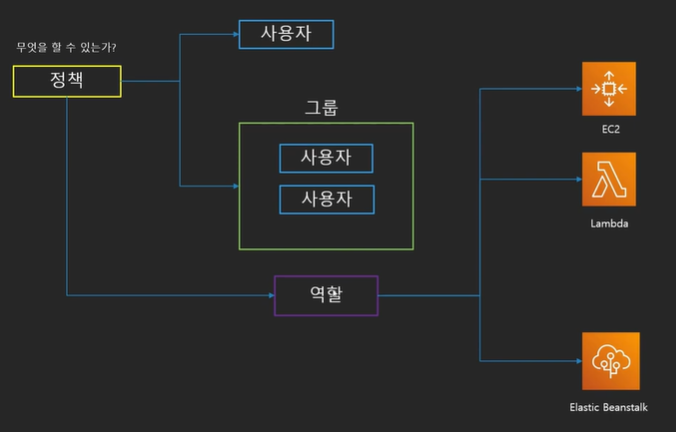 무엇을 할 수 있는가?
정책
사용자
그룹
사용자
사용자
역할
EC2
Lambda
Elastic Beanstalk